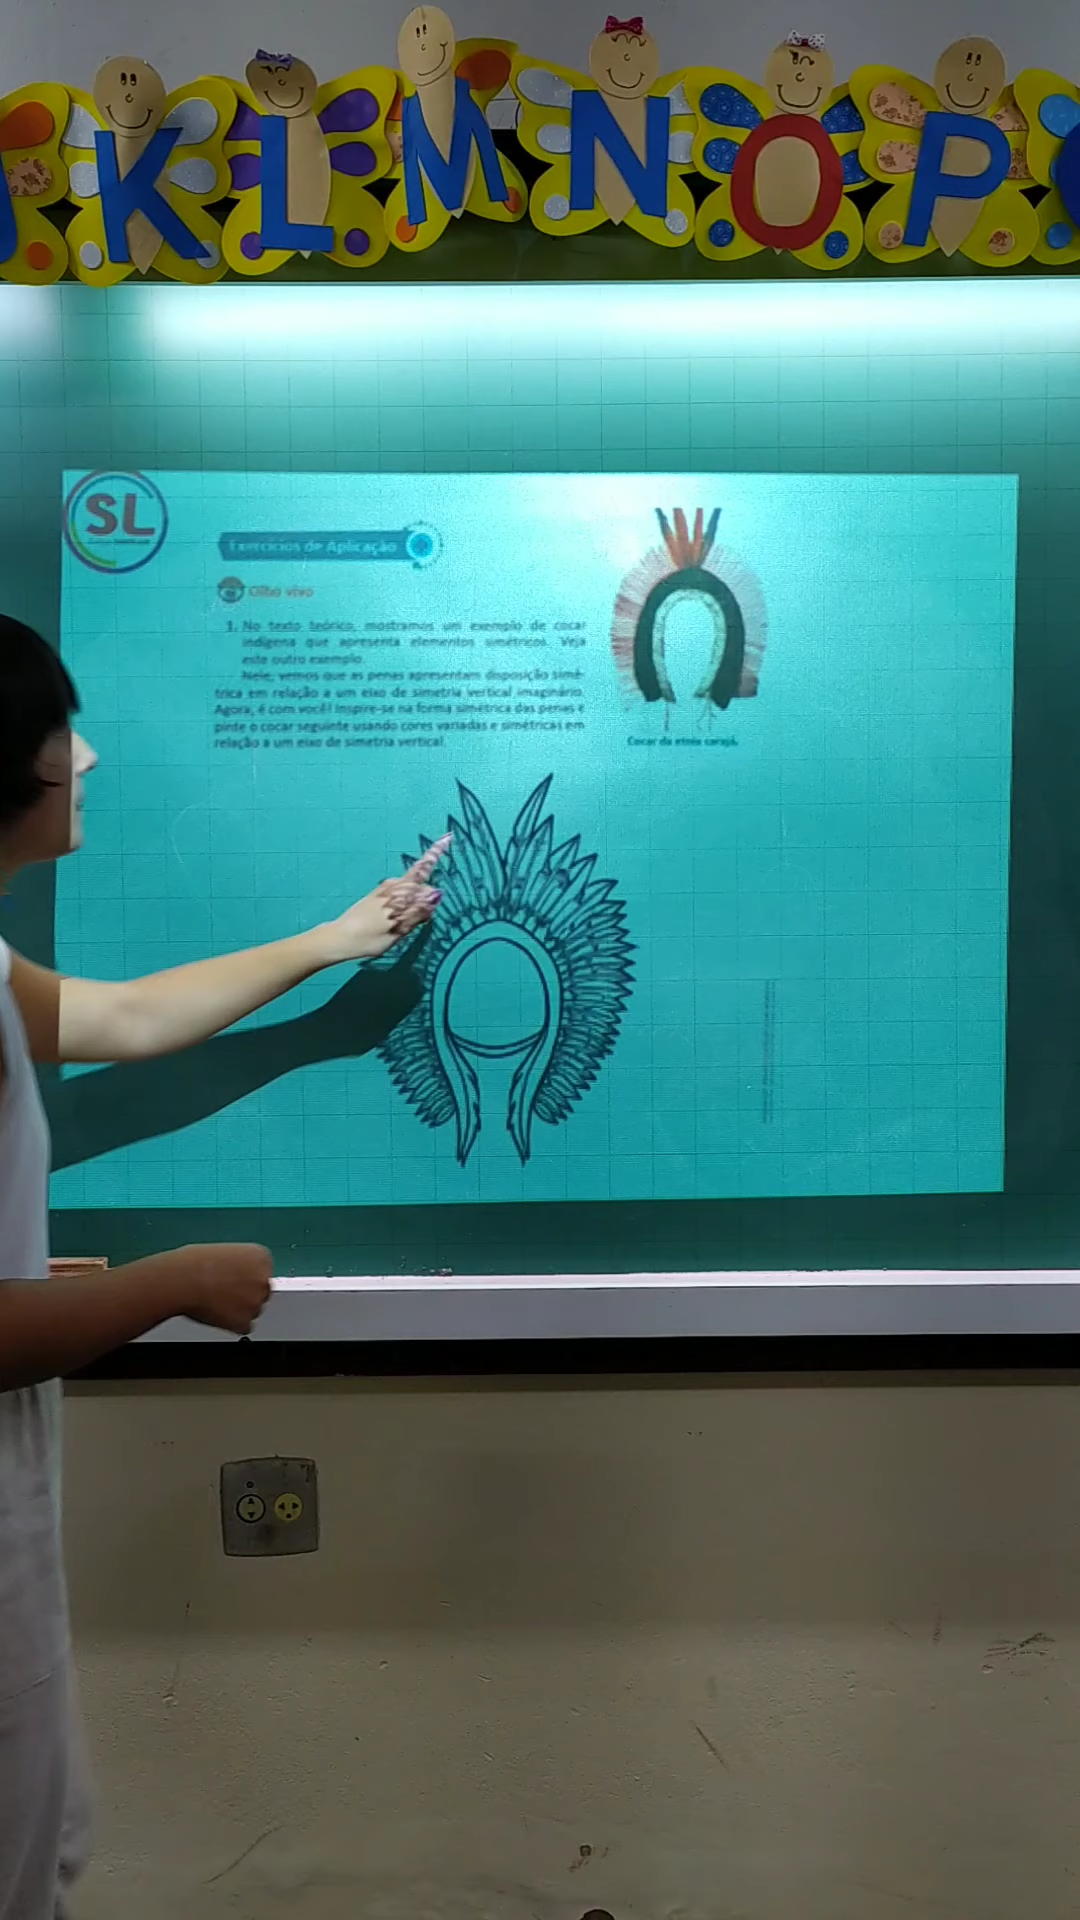 K L M N O P
SL
Exercícios de Aplicação
Olho vivo
1. No texto teórico, mostramos um exemplo de cocar
indígena que apresenta elementos simétricos. Veja
este outro exemplo.
Nele, vemos que as penas apresentam disposição simé-
trica em relação a um eixo de simetria vertical imaginário.
Agora, é com você! Inspire-se na forma simétrica das penas e
pinte o cocar seguinte usando cores variadas e simétricas em
relação a um eixo de simetria vertical.
Cocar da etnia carajá.